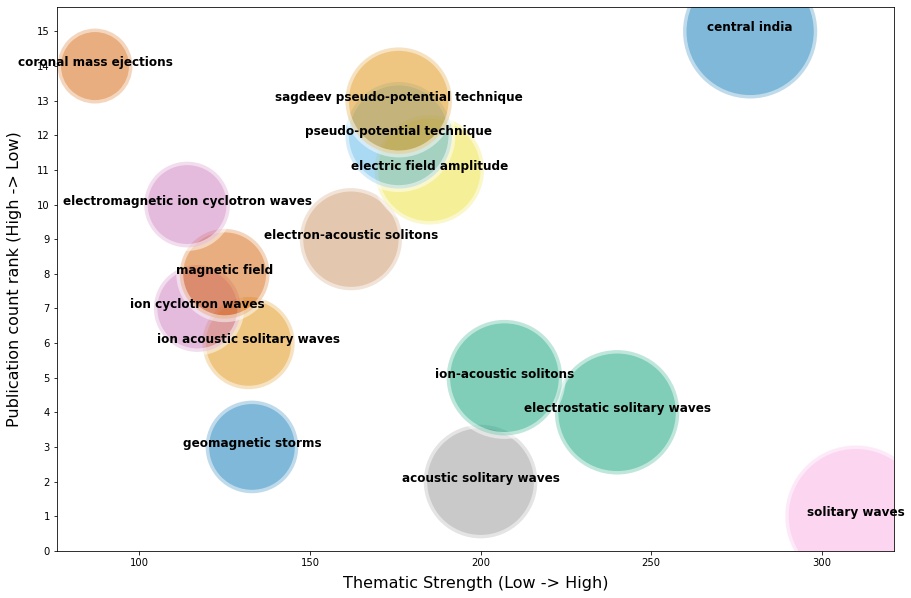 15
central india
coronal mass ejections
14
13
sagdeev pseudo-potential technique
12
pseudo-potential technique
11
electric field amplitude
10
electromagnetic ion cyclotron waves
9
electron-acoustic solitons
8
magnetic field
7
ion cyclotron waves
6
ion acoustic solitary waves
5
ion-acoustic solitons
4
electrostatic solitary waves
3
geomagnetic storms
2
acoustic solitary waves
1
solitary waves
0
100 150 200 250 300
Thematic Strength (Low -> High)
Publication count rank (High -> Low)